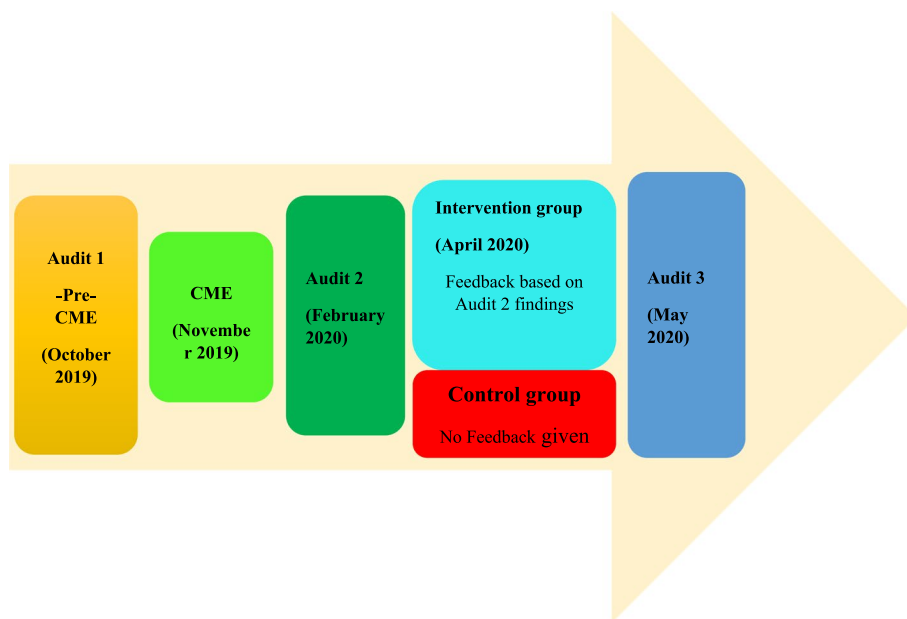 Audit 1
-Pre-
CME
(October
2019)
CME
(Novembe
r 2019)
Audit 2
(February
2020)
Intervention group
(April 2020)
Feedback based on
Audit 2 findings
Control group
No Feedback given
Audit 3
(May
2020)